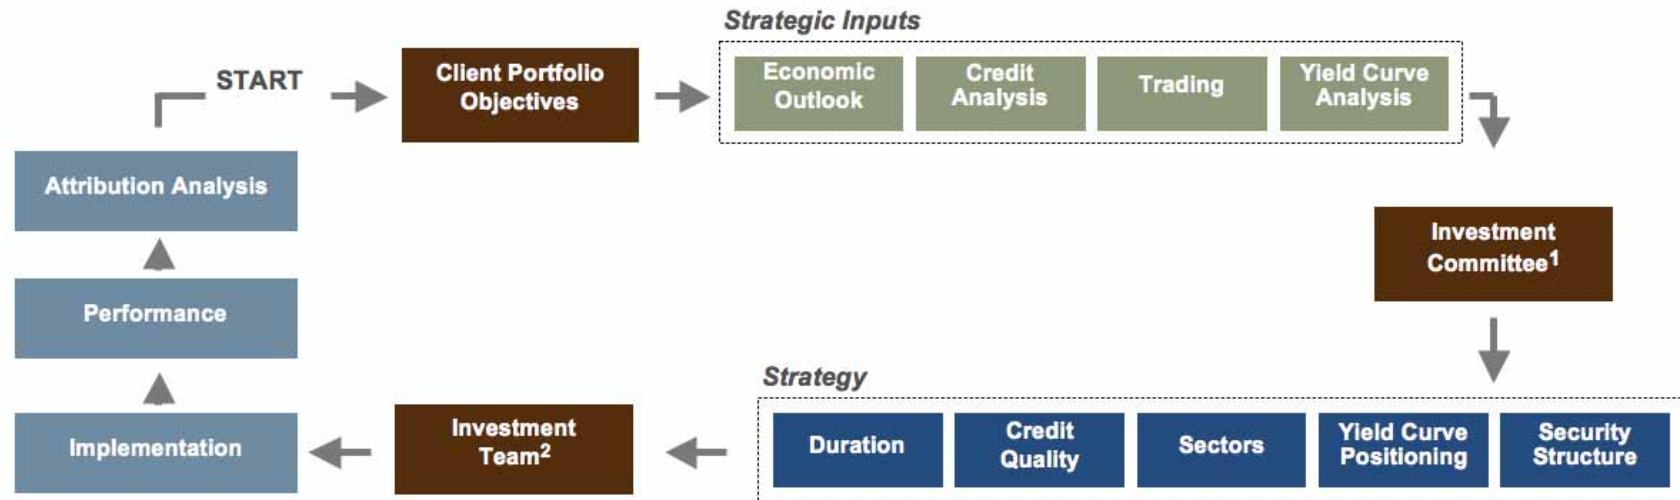 Strategic Inputs
START
Client Portfolio
Objectives
Economic
Outlook
Credit
Analysis
Trading
Yield Curve
Analysis
Attribution Analysis
Investment
Committee¹
Performance
Strategy
Implementation
Investment
Team²
Duration
Credit
Quality
Sectors
Yield Curve
Positioning
Security
Structure